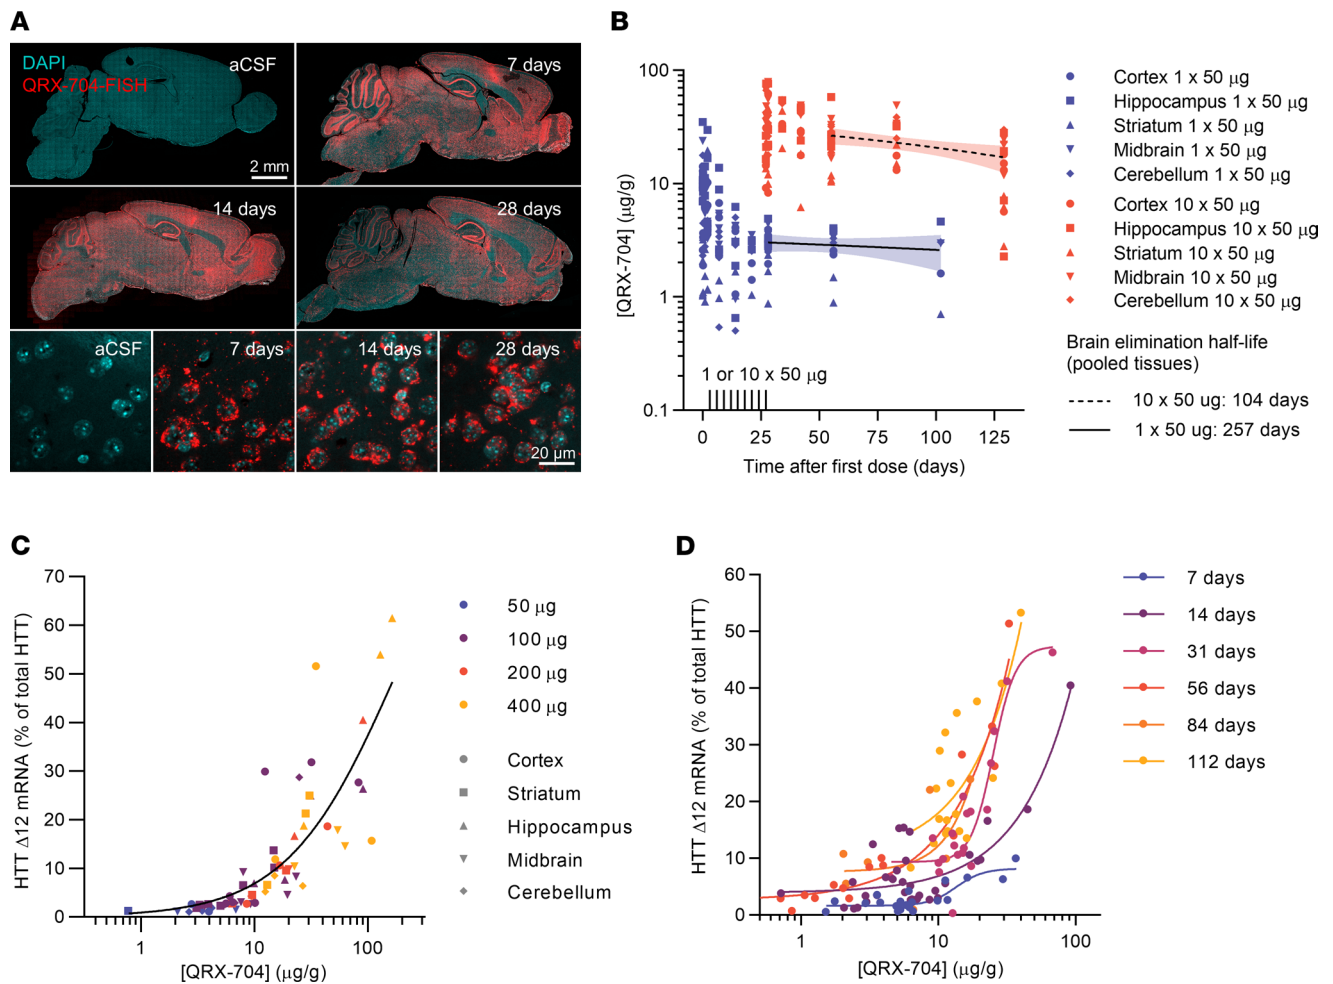 A
DAPI
QRX-704-FISH
aCSF
2 mm
7 days
14 days
28 days
aCSF
7 days
14 days
28 days
20 µm
B
[QRX-704] (µg/g)
100
10
1
0.1
1 or 10 x 50 µg
0 25 50 75 100 125
Time after first dose (days)
Cortex 1 x 50 µg
Hippocampus 1 x 50 µg
Striatum 1 x 50 µg
Midbrain 1 x 50 µg
Cerebellum 1 x 50 µg
Cortex 10 x 50 µg
Hippocampus 10 x 50 µg
Striatum 10 x 50 µg
Midbrain 10 x 50 µg
Cerebellum 10 x 50 µg
Brain elimination half-life
(pooled tissues)
10 x 50 ug: 104 days
1 x 50 ug: 257 days
C
HTT Δ12 mRNA (% of total HTT)
70
60
50
40
30
20
10
0
1 10 100
[QRX-704] (µg/g)
50 µg
100 µg
200 µg
400 µg
Cortex
Striatum
Hippocampus
Midbrain
Cerebellum
D
HTT Δ12 mRNA (% of total HTT)
60
50
40
30
20
10
0
1 10 100
[QRX-704] (µg/g)
7 days
14 days
31 days
56 days
84 days
112 days